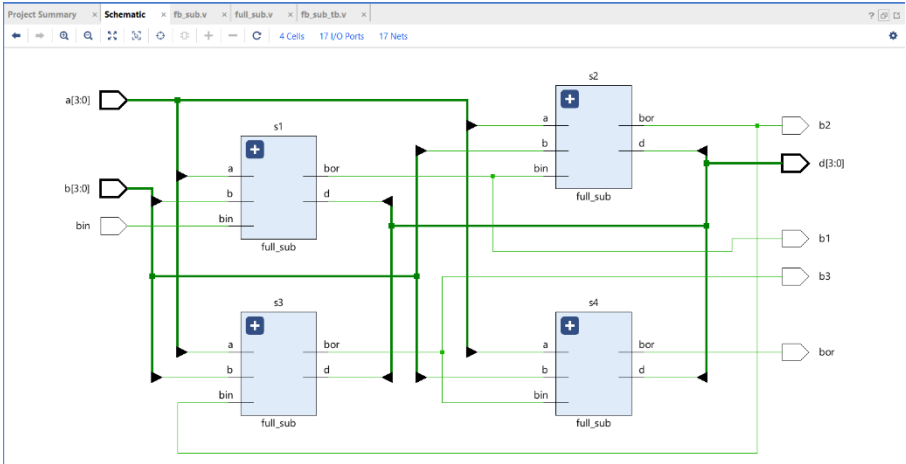 Project Summary × Schematic × fb_sub.v × full_sub.v × fb_sub_tb.v ×
4 Cells 17 I/O Ports 17 Nets
s2
a[3:0]
a bor
b2
s1
b d
d[3:0]
a bor
bin
b[3:0]
b d
full_sub
bin
bin
b1
full_sub
b3
s3
s4
a bor
a bor
bor
b d
b d
bin
bin
full_sub
full_sub